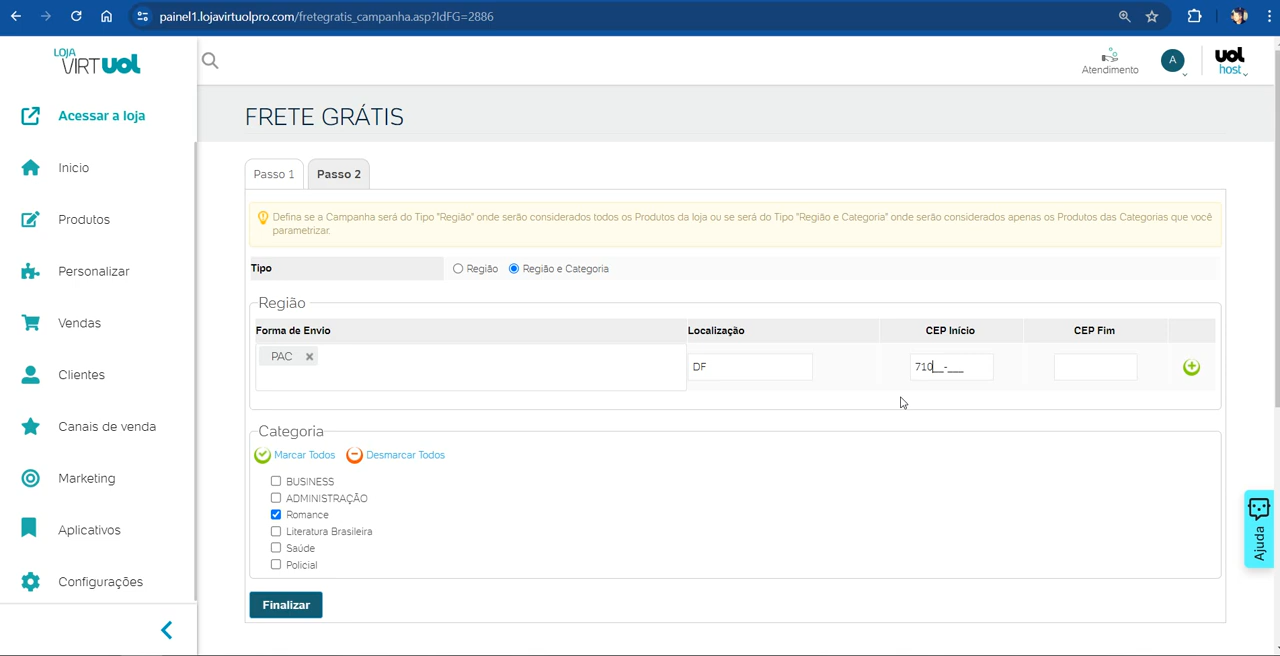 painel1.lojavirtuolpro.com/fretegratis_campanha.asp?IdFG=2886
LOJA
VIRTUOL
Acessar a loja
Inicio
Produtos
Personalizar
Vendas
Clientes
Canais de venda
Marketing
Aplicativos
Configurações
Atendimento
A
uol
host
FRETE GRÁTIS
Passo 1
Passo 2
Defina se a Campanha será do Tipo "Região" onde serão considerados todos os Produtos da loja ou se será do Tipo "Região e Categoria" onde serão considerados apenas os Produtos das Categorias que você
parametrizar.
Tipo
Região
Região e Categoria
Região
Forma de Envio
Localização
CEP Início
CEP Fim
PAC
DF
710__-___
Categoria
Marcar Todos
Desmarcar Todos
BUSINESS
ADMINISTRAÇÃO
Romance
Literatura Brasileira
Saúde
Policial
Finalizar
Ajuda